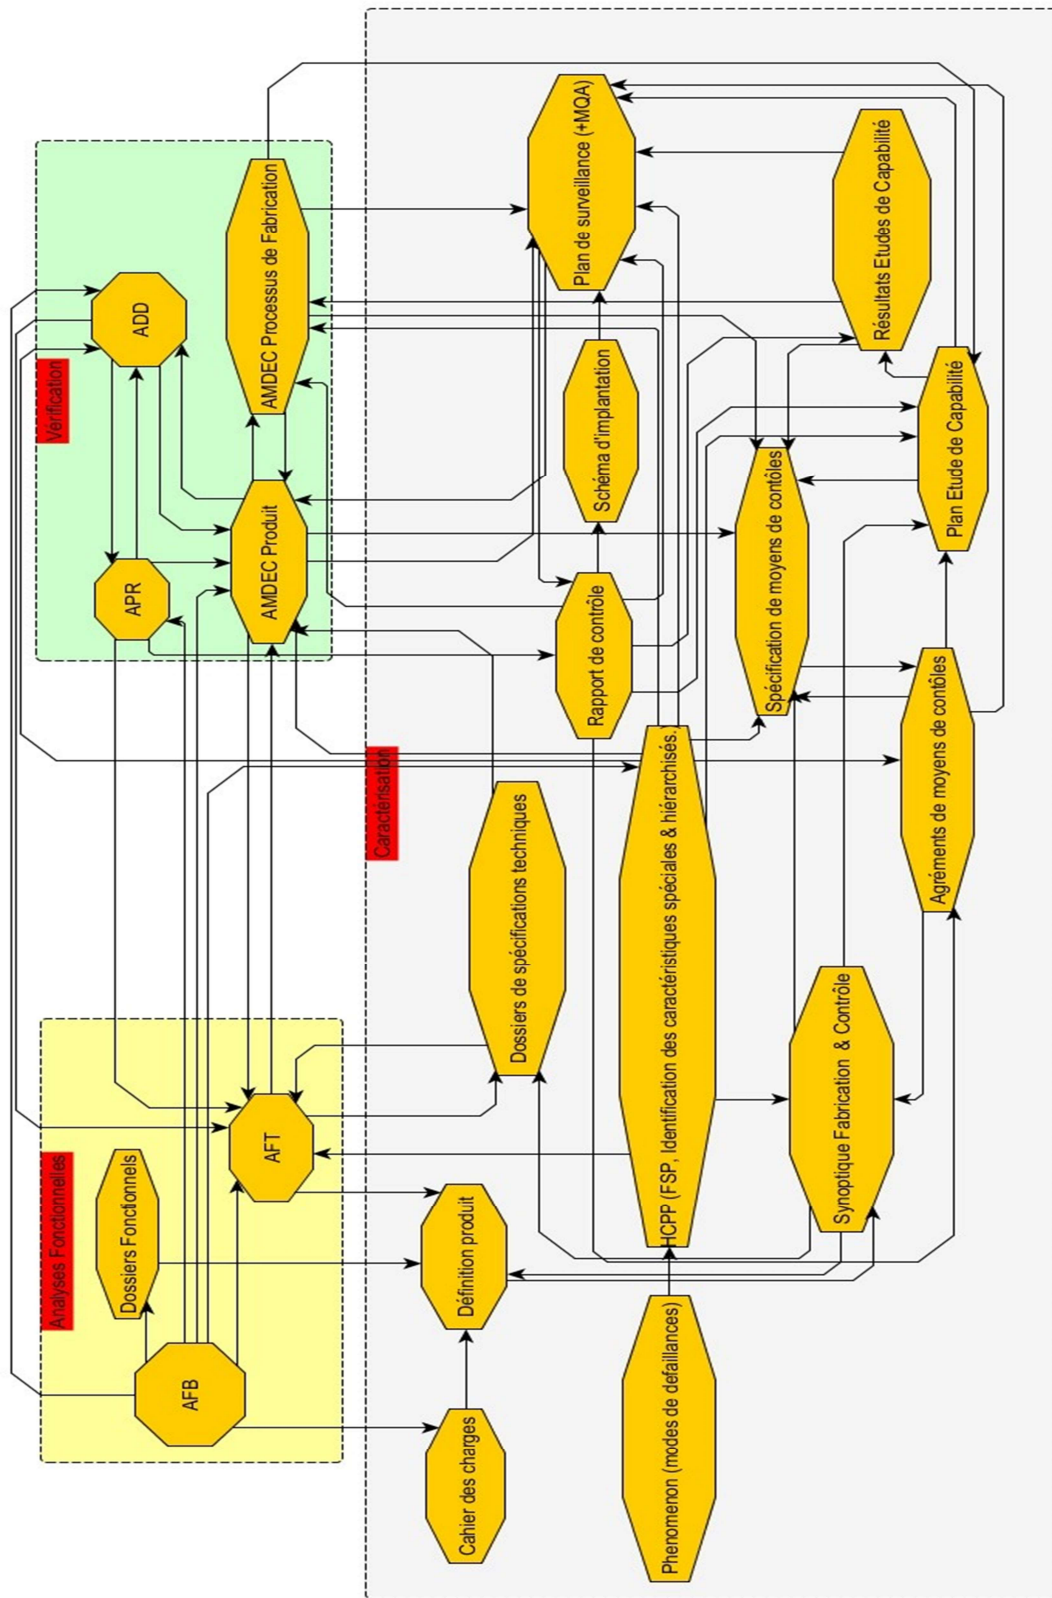 Analyses Fonctionnelles
AFB
Dossiers Fonctionnels
AFT
Vérification
APR
ADD
AMDEC Produit
AMDEC Processus de Fabrication
Caractérisation
Cahier des charges
Définition produit
Dossiers de spécifications techniques
Rapport de contrôle
Schéma d'implantation
Plan de surveillance (+MQA)
Phenomenon (modes de defaillances)
HCPP (FSP, Identification des caractéristiques spéciales & hiérarchisés.)
Spécification de moyens de contôles
Synoptique Fabrication & Contrôle
Agréments de moyens de contôles
Plan Etude de Capabilité
Résultats Etudes de Capabilité